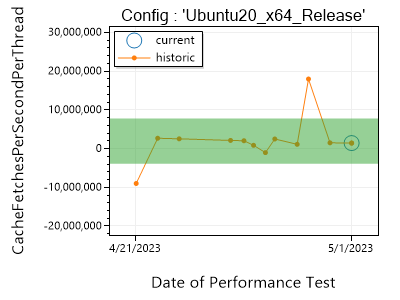 Config : 'Ubuntu20_x64_Release'
CacheFetchesPerSecondPerThread
30,000,000
20,000,000
10,000,000
0
-10,000,000
-20,000,000
current
historic
4/21/2023
5/1/2023
Date of Performance Test